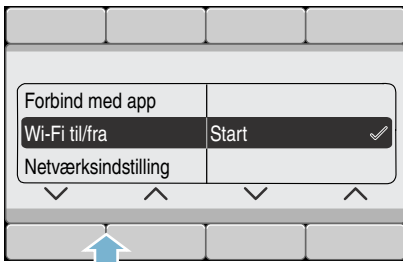 Forbind med app
Wi-Fi til/fra Start
Netværksindstilling